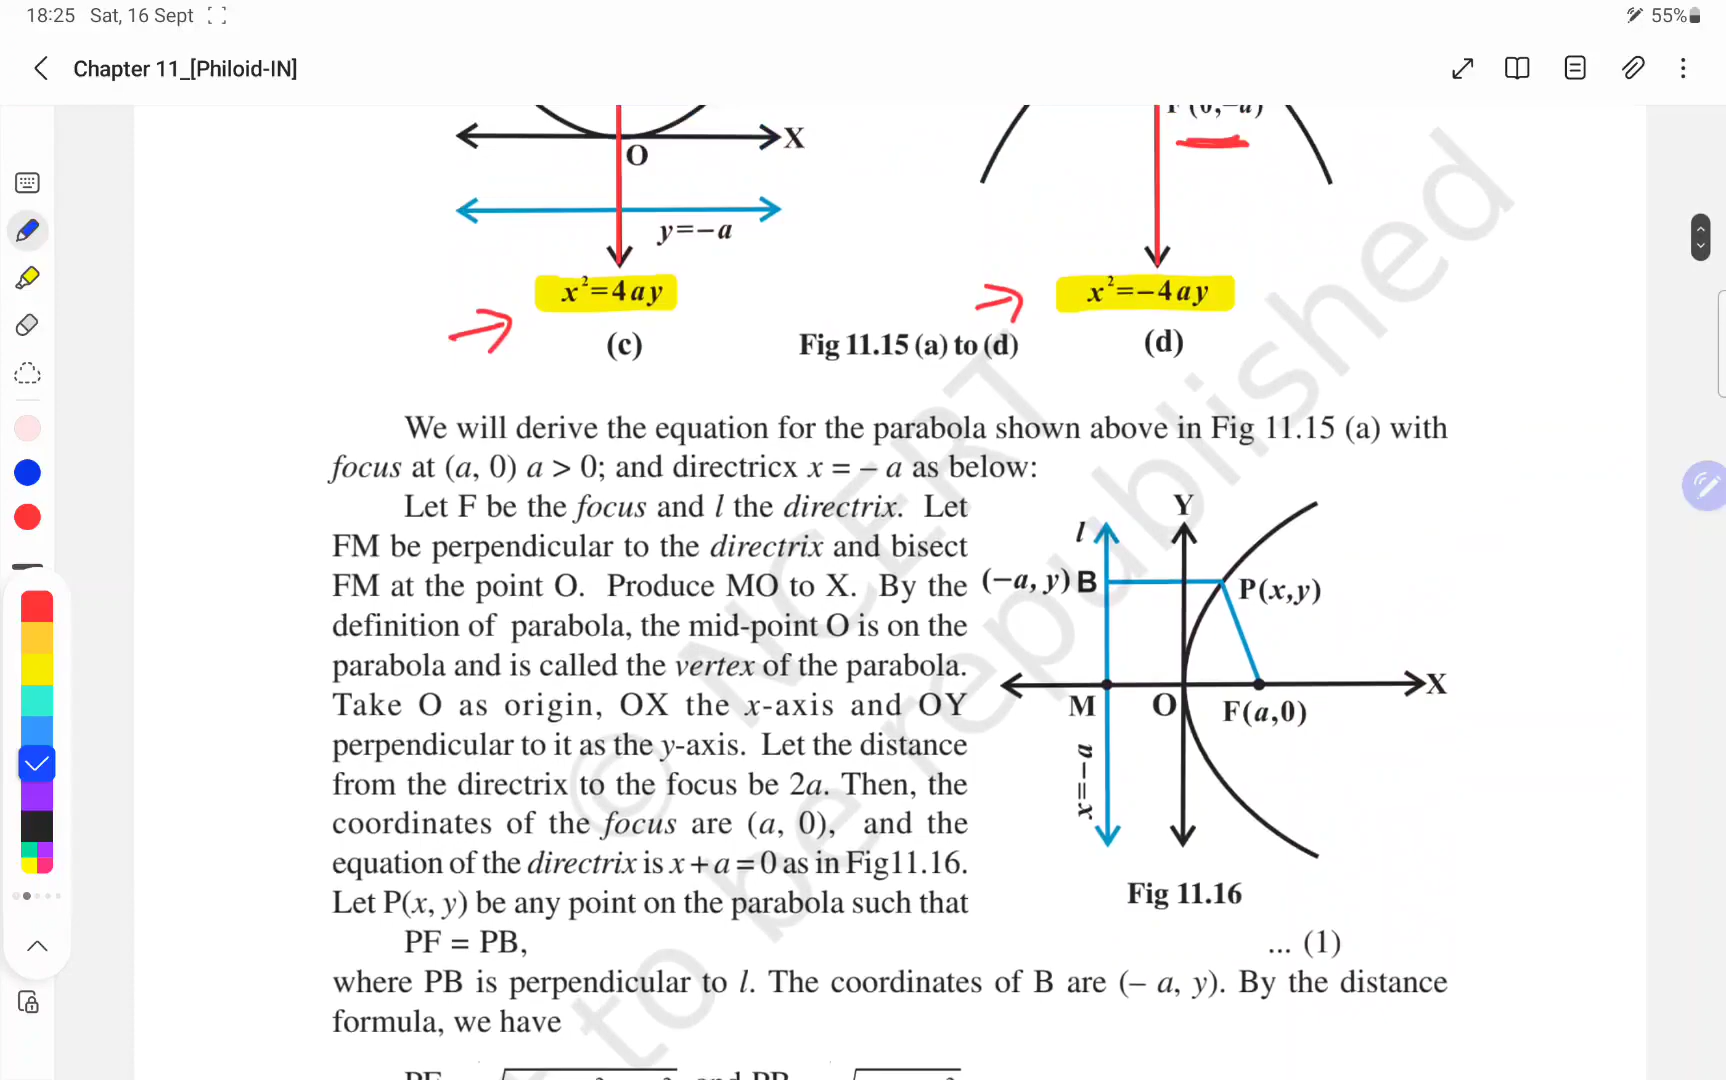 18:25 Sat, 16 Sept
55%
Chapter 11_[Philoid-IN]
X
O
y=–a
x²=4ay
(c)
F(0,–a)
x²=–4ay
(d)
Fig 11.15 (a) to (d)
We will derive the equation for the parabola shown above in Fig 11.15 (a) with
focus at (a, 0) a > 0; and directricx x = – a as below:
Let F be the focus and l the directrix. Let
FM be perpendicular to the directrix and bisect
FM at the point O. Produce MO to X. By the
definition of parabola, the mid-point O is on the
parabola and is called the vertex of the parabola.
Take O as origin, OX the x-axis and OY
perpendicular to it as the y-axis. Let the distance
from the directrix to the focus be 2a. Then, the
coordinates of the focus are (a, 0), and the
equation of the directrix is x + a = 0 as in Fig11.16.
Let P(x, y) be any point on the parabola such that
PF = PB, ... (1)
where PB is perpendicular to l. The coordinates of B are (– a, y). By the distance
formula, we have
Y
l
(–a, y) B
P(x,y)
X
M
O
F(a,0)
x=–a
Fig 11.16
© NCERT
to be republished